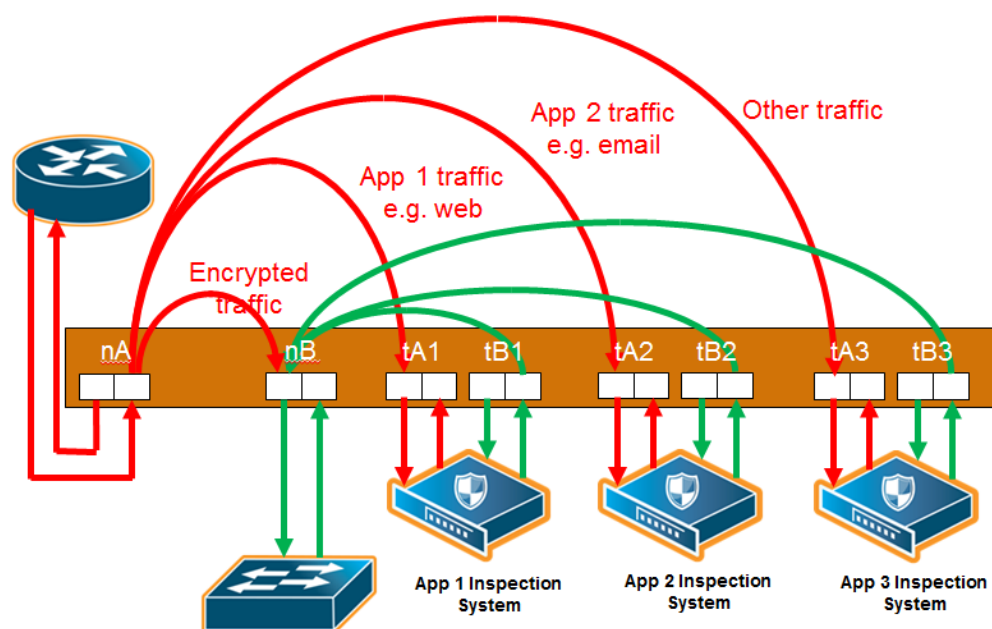 Other traffic
App 2 traffic
e.g. email
App 1 traffic
e.g. web
Encrypted
traffic
nA
nB
tA1
tB1
tA2
tB2
tA3
tB3
App 1 Inspection
System
App 2 Inspection
System
App 3 Inspection
System